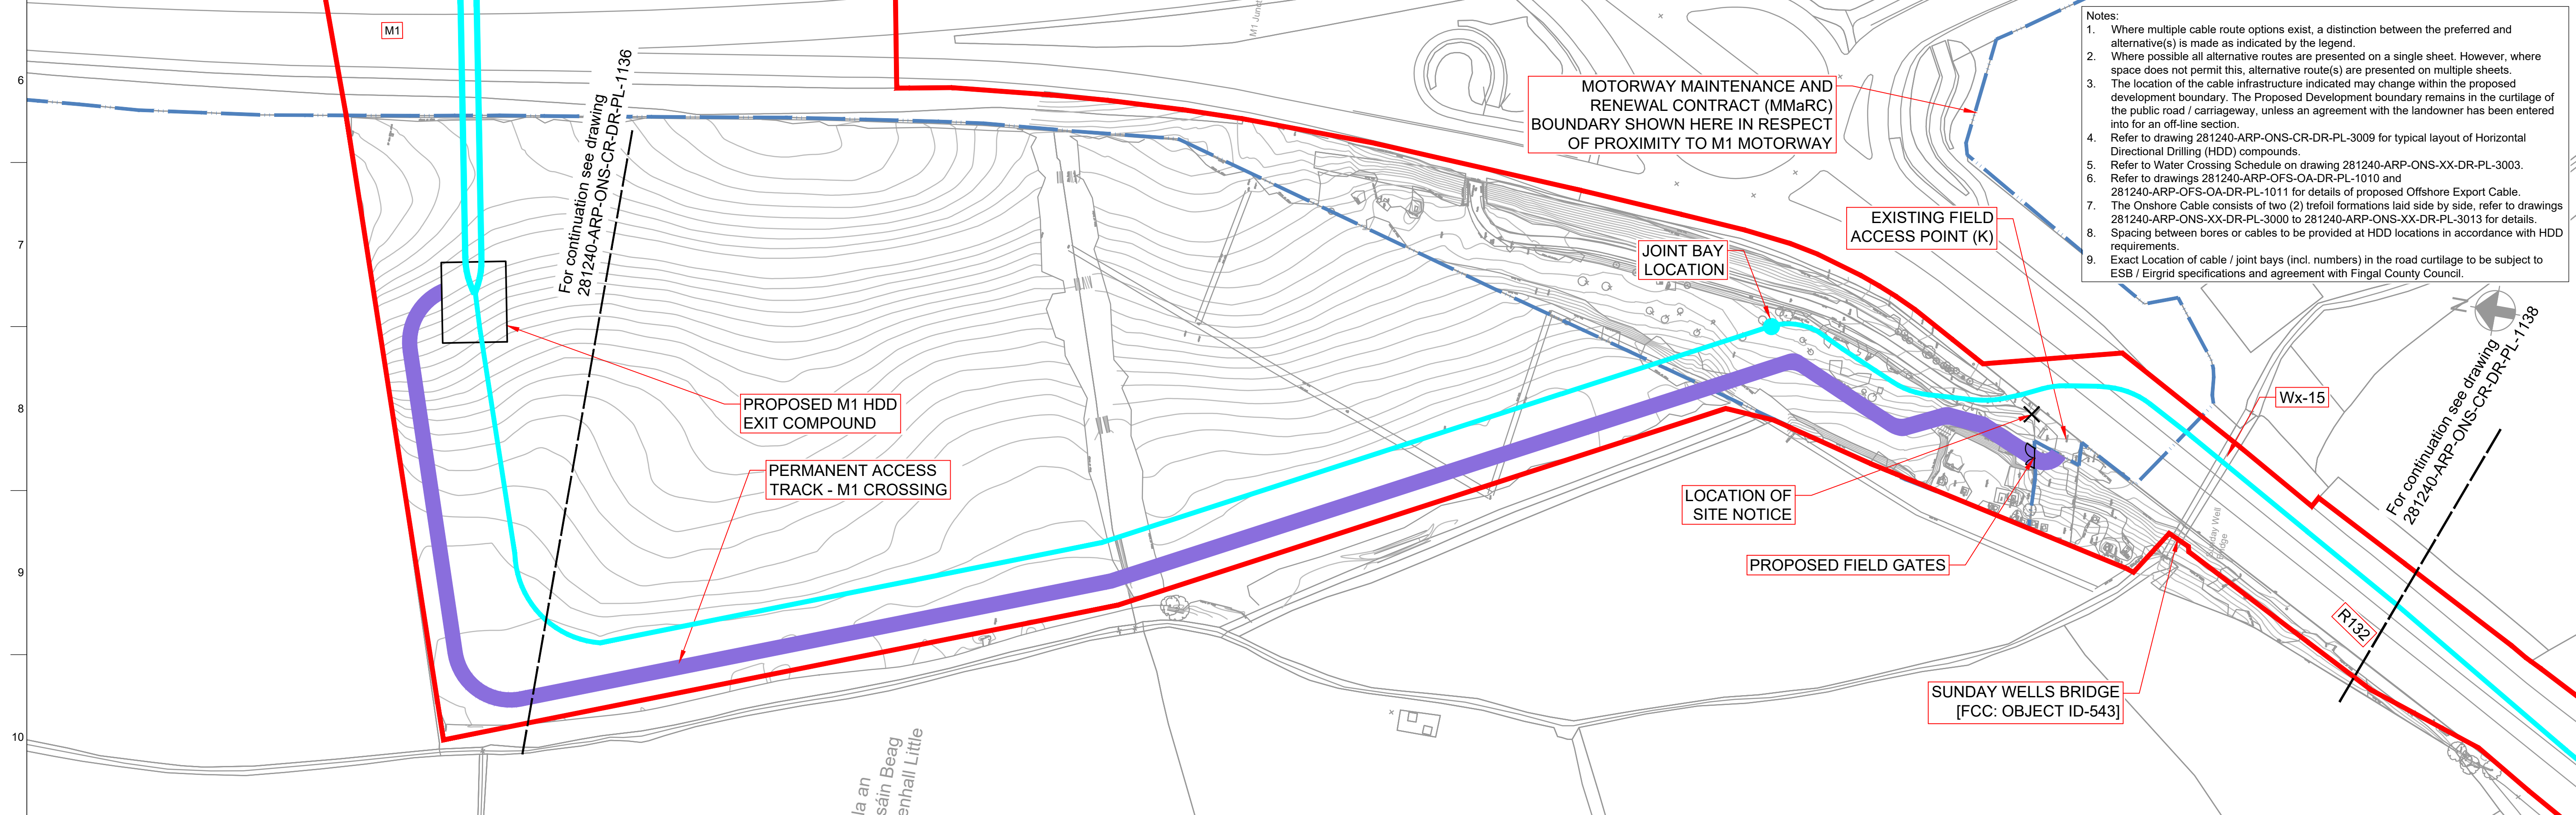 M1
M1 Junct
6
7
8
9
10
For continuation see drawing
281240-ARP-ONS-CR-DR-PL-1136
MOTORWAY MAINTENANCE AND
RENEWAL CONTRACT (MMaRC)
BOUNDARY SHOWN HERE IN RESPECT
OF PROXIMITY TO M1 MOTORWAY
EXISTING FIELD
ACCESS POINT (K)
JOINT BAY
LOCATION
PROPOSED M1 HDD
EXIT COMPOUND
PERMANENT ACCESS
TRACK - M1 CROSSING
LOCATION OF
SITE NOTICE
PROPOSED FIELD GATES
SUNDAY WELLS BRIDGE
[FCC: OBJECT ID-543]
Wx-15
R132
Sunday Well
Bridge
N
For continuation see drawing
281240-ARP-ONS-CR-DR-PL-1138
la an
sáin Beag
enhall Little
Notes:
1. Where multiple cable route options exist, a distinction between the preferred and
alternative(s) is made as indicated by the legend.
2. Where possible all alternative routes are presented on a single sheet. However, where
space does not permit this, alternative route(s) are presented on multiple sheets.
3. The location of the cable infrastructure indicated may change within the proposed
development boundary. The Proposed Development boundary remains in the curtilage of
the public road / carriageway, unless an agreement with the landowner has been entered
into for an off-line section.
4. Refer to drawing 281240-ARP-ONS-CR-DR-PL-3009 for typical layout of Horizontal
Directional Drilling (HDD) compounds.
5. Refer to Water Crossing Schedule on drawing 281240-ARP-ONS-XX-DR-PL-3003.
6. Refer to drawings 281240-ARP-OFS-OA-DR-PL-1010 and
281240-ARP-OFS-OA-DR-PL-1011 for details of proposed Offshore Export Cable.
7. The Onshore Cable consists of two (2) trefoil formations laid side by side, refer to drawings
281240-ARP-ONS-XX-DR-PL-3000 to 281240-ARP-ONS-XX-DR-PL-3013 for details.
8. Spacing between bores or cables to be provided at HDD locations in accordance with HDD
requirements.
9. Exact Location of cable / joint bays (incl. numbers) in the road curtilage to be subject to
ESB / Eirgrid specifications and agreement with Fingal County Council.